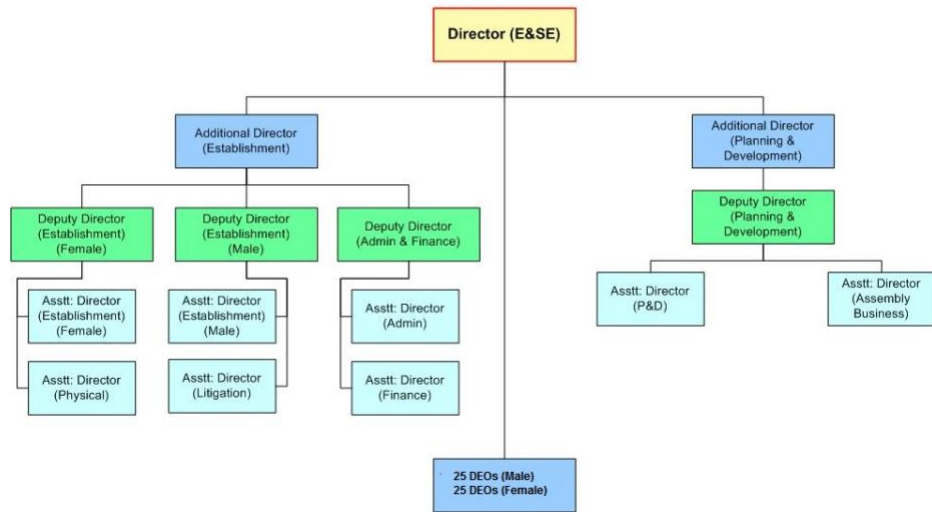 Director (E&SE)
Additional Director
(Establishment)
Additional Director
(Planning &
Development)
Deputy Director
(Establishment)
(Female)
Deputy Director
(Establishment)
(Male)
Deputy Director
(Admin & Finance)
Deputy Director
(Planning &
Development)
Asstt: Director
(Establishment)
(Female)
Asstt: Director
(Establishment)
(Male)
Asstt: Director
(Admin)
Asstt: Director
(P&D)
Asstt: Director
(Assembly
Business)
Asstt: Director
(Physical)
Asstt: Director
(Litigation)
Asstt: Director
(Finance)
25 DEOs (Male)
25 DEOs (Female)